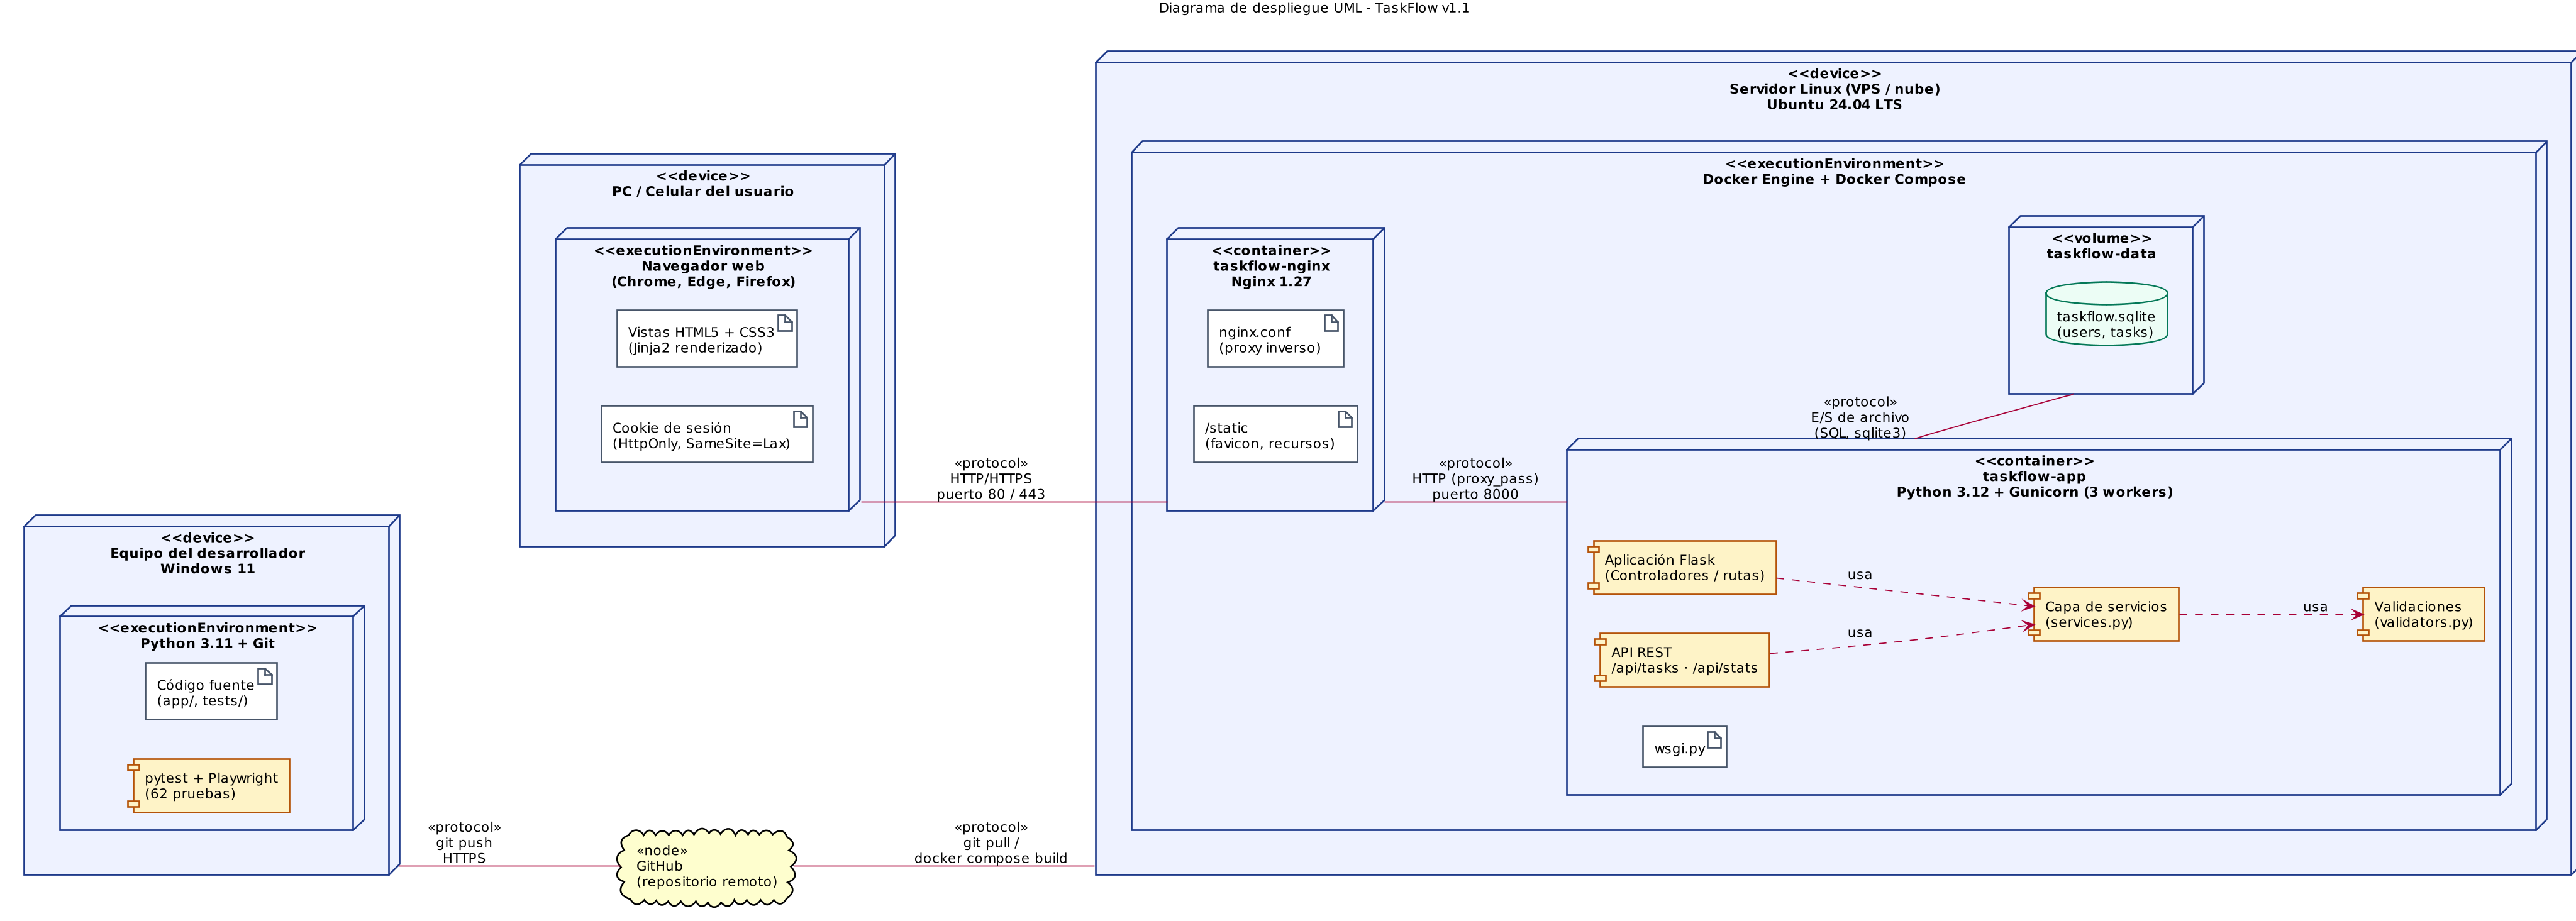 Diagrama de despliegue UML - TaskFlow v1.1
<<device>>
Servidor Linux (VPS / nube)
Ubuntu 24.04 LTS
<<executionEnvironment>>
Docker Engine + Docker Compose
<<device>>
PC / Celular del usuario
<<executionEnvironment>>
Navegador web
(Chrome, Edge, Firefox)
Vistas HTML5 + CSS3
(Jinja2 renderizado)
Cookie de sesión
(HttpOnly, SameSite=Lax)
«protocol»
HTTP/HTTPS
puerto 80 / 443
<<container>>
taskflow-nginx
Nginx 1.27
nginx.conf
(proxy inverso)
/static
(favicon, recursos)
«protocol»
HTTP (proxy_pass)
puerto 8000
<<volume>>
taskflow-data
taskflow.sqlite
(users, tasks)
«protocol»
E/S de archivo
(SQL, sqlite3)
<<container>>
taskflow-app
Python 3.12 + Gunicorn (3 workers)
Aplicación Flask
(Controladores / rutas)
usa
API REST
/api/tasks · /api/stats
usa
Capa de servicios
(services.py)
usa
Validaciones
(validators.py)
wsgi.py
<<device>>
Equipo del desarrollador
Windows 11
<<executionEnvironment>>
Python 3.11 + Git
Código fuente
(app/, tests/)
pytest + Playwright
(62 pruebas)
«protocol»
git push
HTTPS
«node»
GitHub
(repositorio remoto)
«protocol»
git pull /
docker compose build